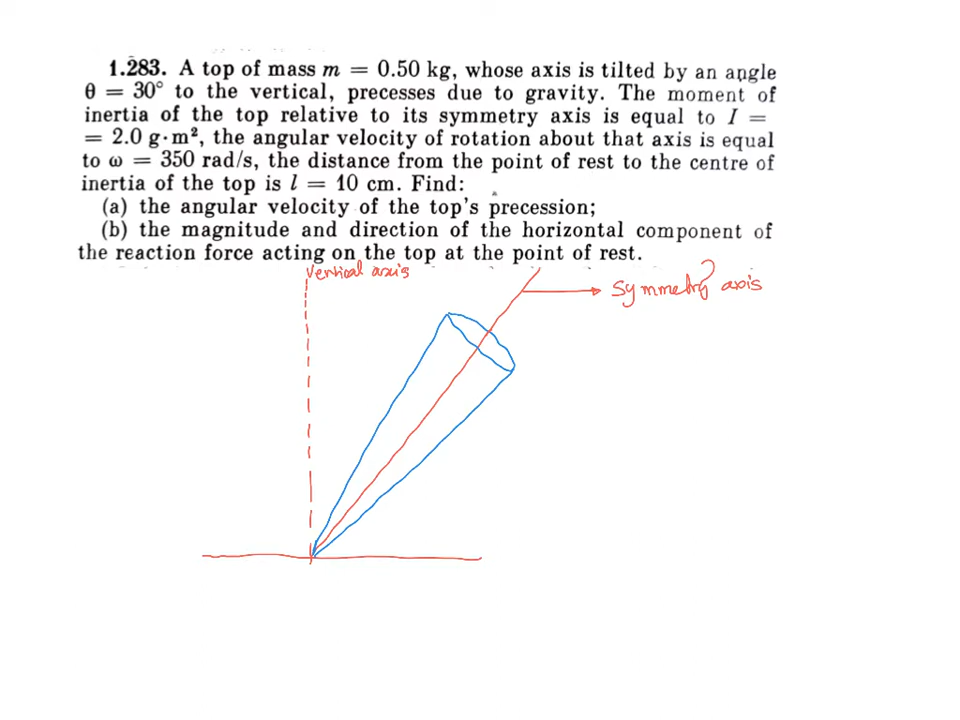 1.283. A top of mass m = 0.50 kg, whose axis is tilted by an angle
θ = 30° to the vertical, precesses due to gravity. The moment of
inertia of the top relative to its symmetry axis is equal to I =
= 2.0 g·m², the angular velocity of rotation about that axis is equal
to ω = 350 rad/s, the distance from the point of rest to the centre of
inertia of the top is l = 10 cm. Find:
(a) the angular velocity of the top's precession;
(b) the magnitude and direction of the horizontal component of
the reaction force acting on the top at the point of rest.
Vertical axis
Symmetry axis